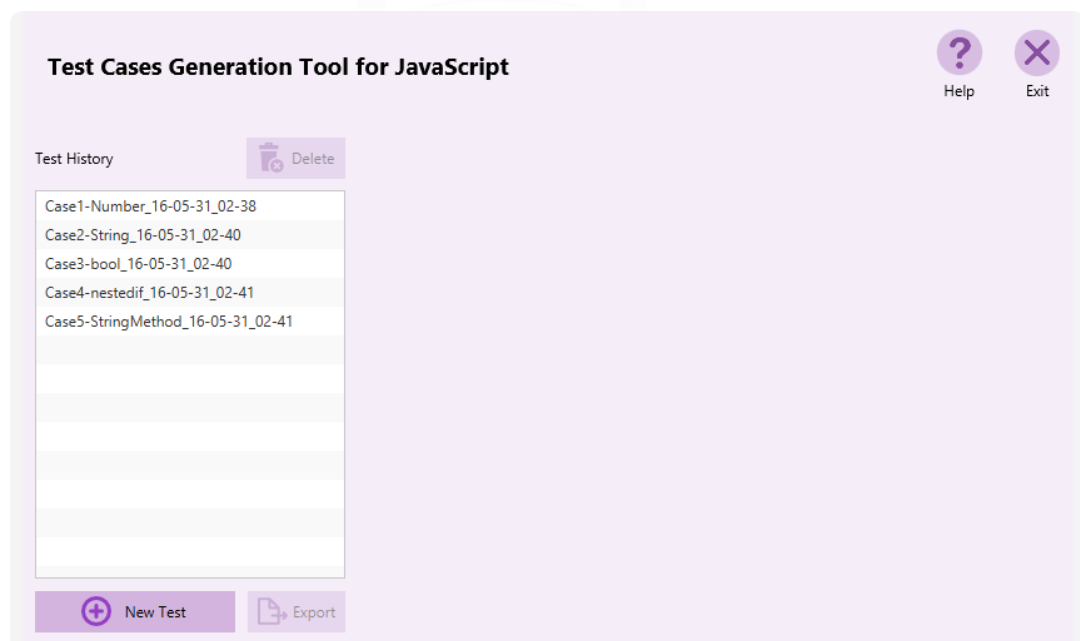 Test Cases Generation Tool for JavaScript
Help
Exit
Test History
Delete
Case1-Number_16-05-31_02-38
Case2-String_16-05-31_02-40
Case3-bool_16-05-31_02-40
Case4-nestedif_16-05-31_02-41
Case5-StringMethod_16-05-31_02-41
New Test
Export